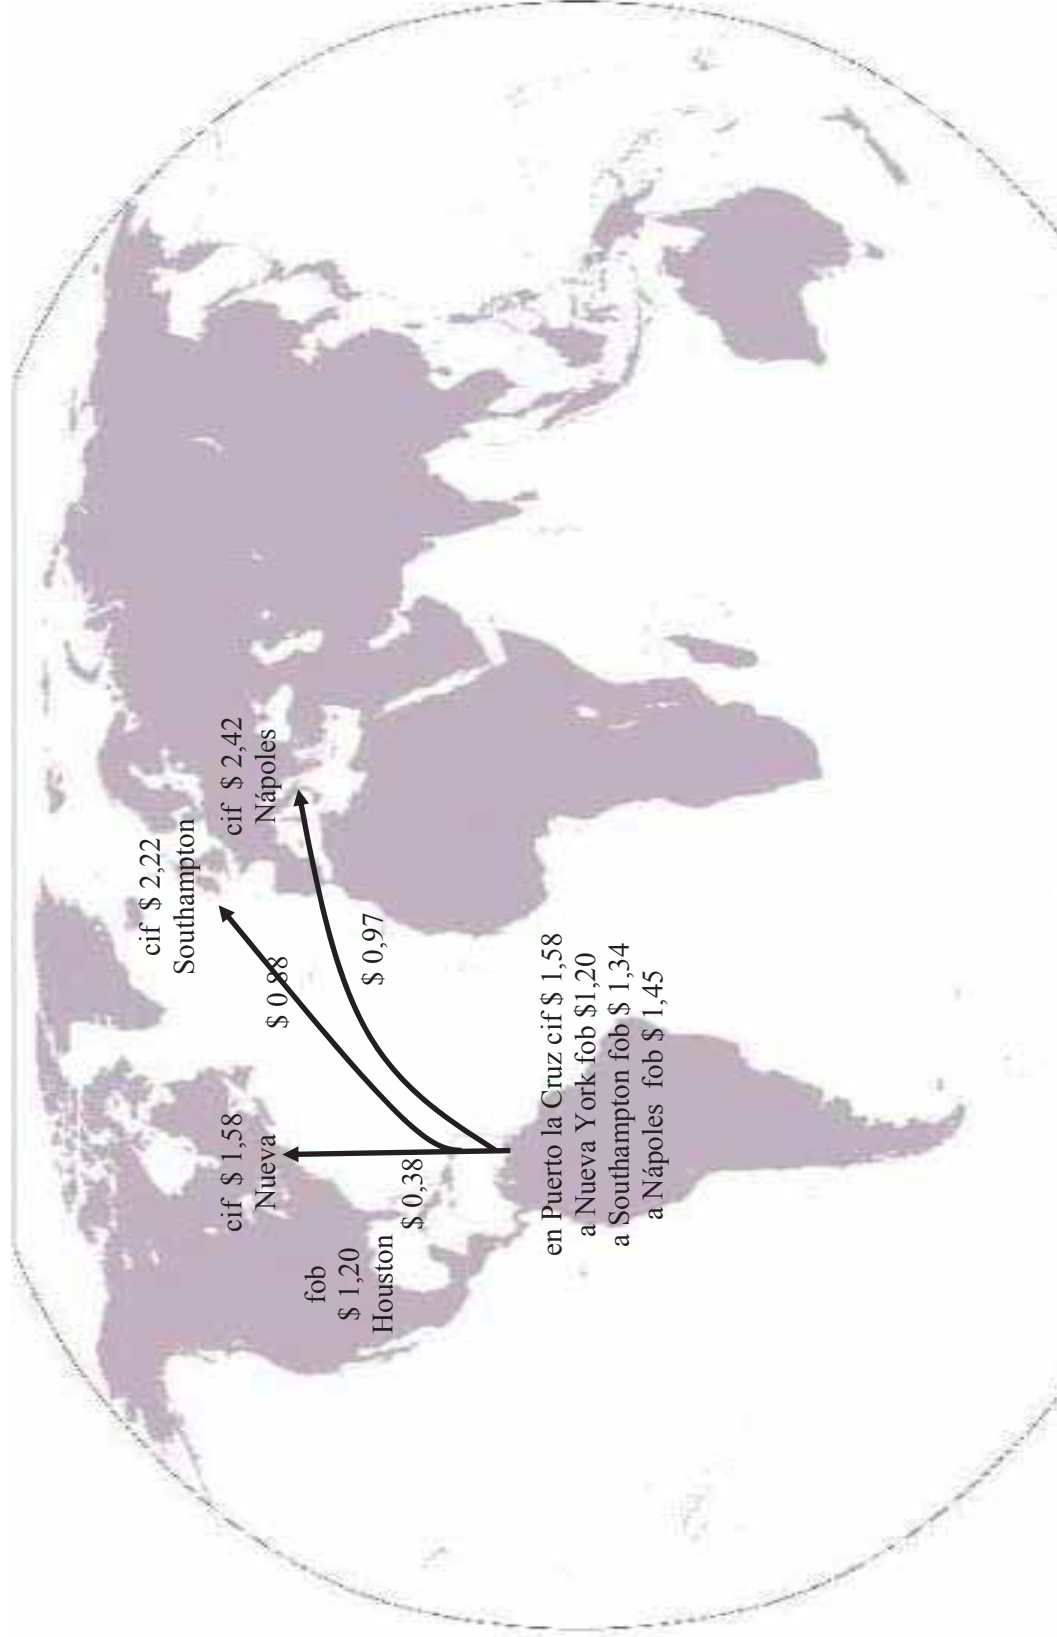 cif $ 2,22
Southampton
cif $ 2,42
Nápoles
cif $ 1,58
Nueva
fob
$ 1,20
Houston
$ 0,88
$ 0,97
$ 0,38
en Puerto la Cruz cif $ 1,58
a Nueva York fob $1,20
a Southampton fob $ 1,34
a Nápoles fob $ 1,45